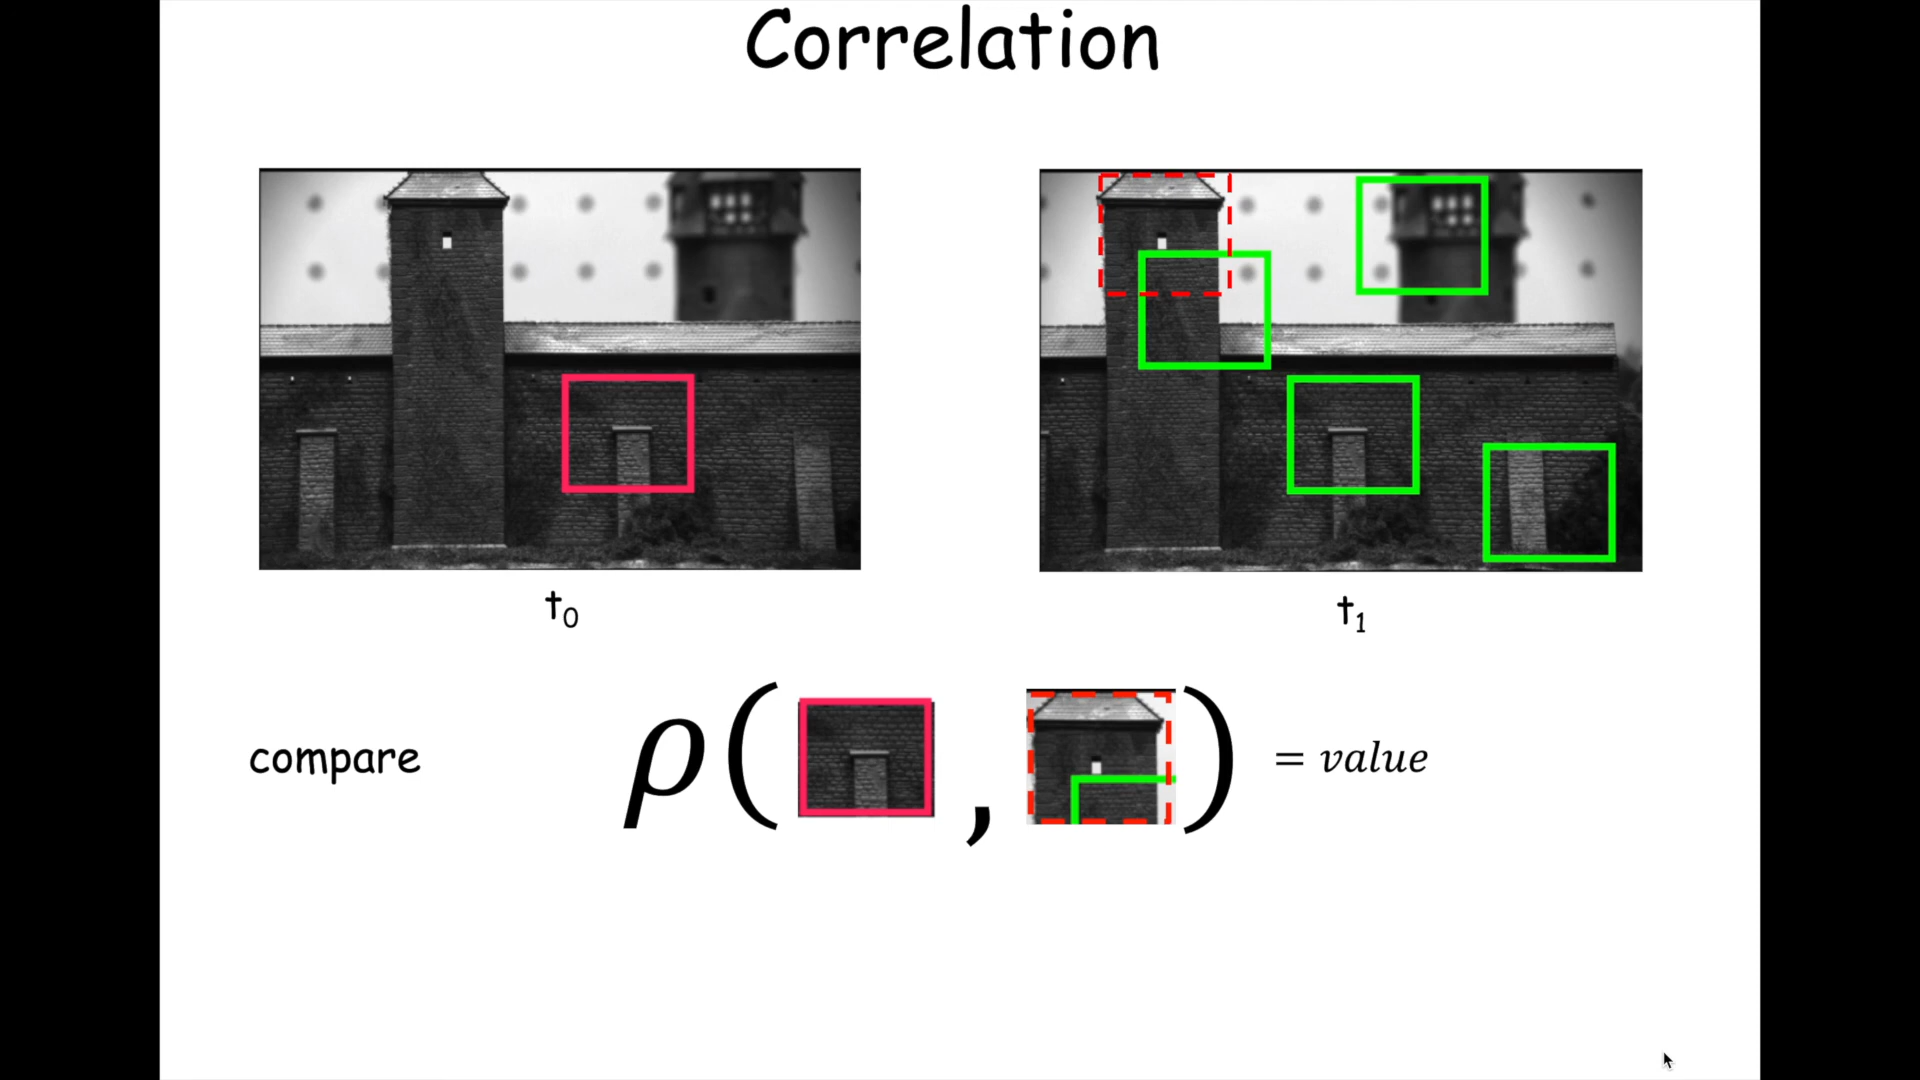 Correlation
t₀
t₁
compare
ρ( , ) = value